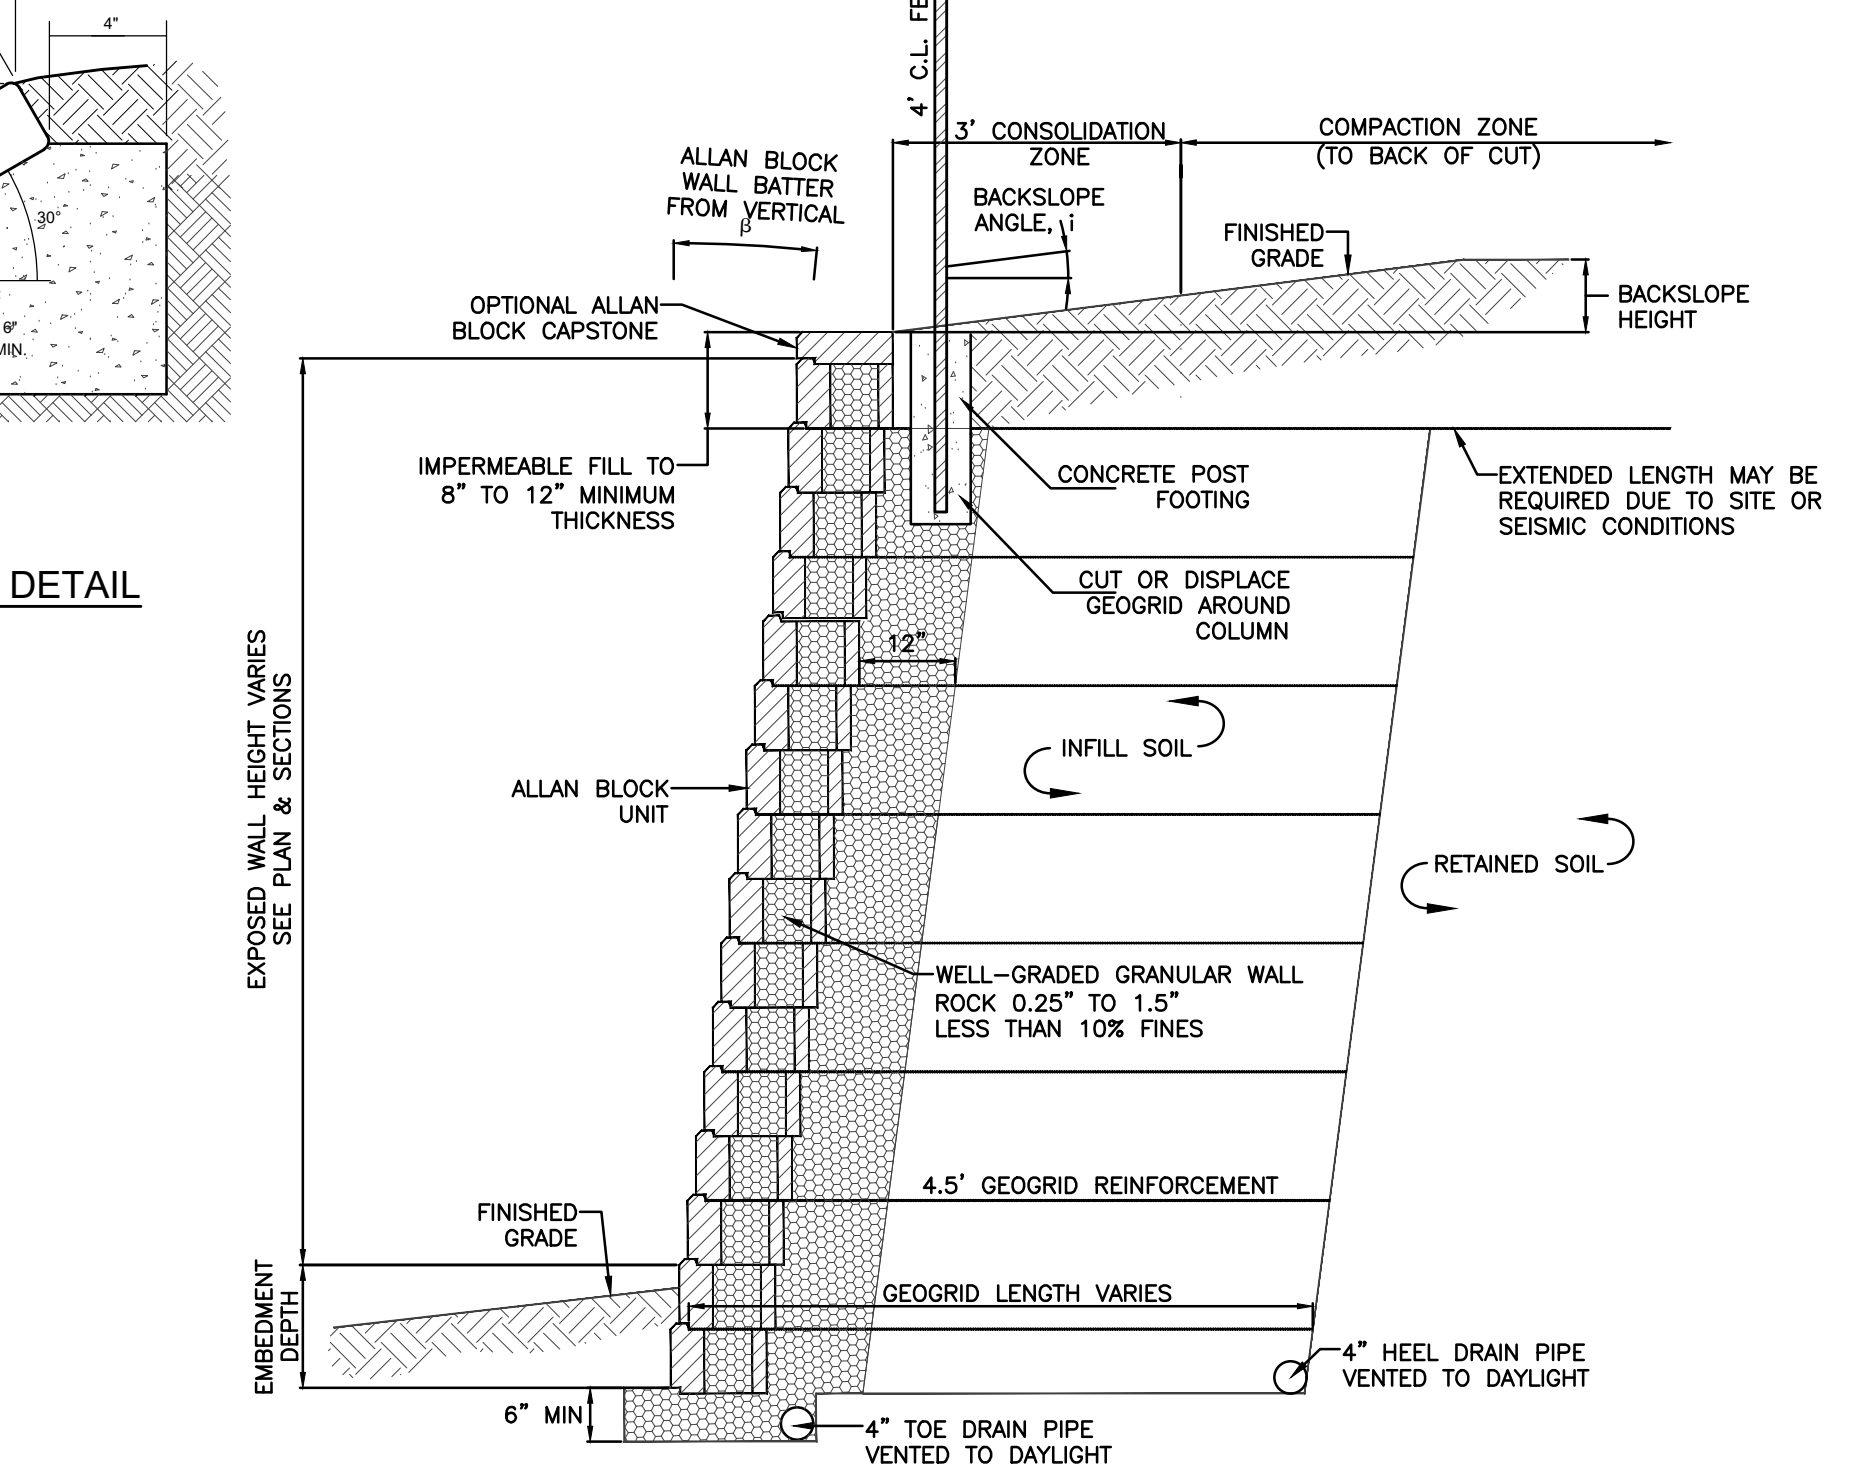 4"
30°
6"
MIN.
DETAIL
4' C.L. FE
3' CONSOLIDATION
ZONE
COMPACTION ZONE
(TO BACK OF CUT)
ALLAN BLOCK
WALL BATTER
FROM VERTICAL
β
BACKSLOPE
ANGLE, i
FINISHED
GRADE
BACKSLOPE
HEIGHT
OPTIONAL ALLAN
BLOCK CAPSTONE
IMPERMEABLE FILL TO
8" TO 12" MINIMUM
THICKNESS
CONCRETE POST
FOOTING
EXTENDED LENGTH MAY BE
REQUIRED DUE TO SITE OR
SEISMIC CONDITIONS
CUT OR DISPLACE
GEOGRID AROUND
COLUMN
12"
EXPOSED WALL HEIGHT VARIES
SEE PLAN & SECTIONS
INFILL SOIL
ALLAN BLOCK
UNIT
RETAINED SOIL
WELL-GRADED GRANULAR WALL
ROCK 0.25" TO 1.5"
LESS THAN 10% FINES
4.5' GEOGRID REINFORCEMENT
FINISHED
GRADE
EMBEDMENT
DEPTH
GEOGRID LENGTH VARIES
4" HEEL DRAIN PIPE
VENTED TO DAYLIGHT
6" MIN
4" TOE DRAIN PIPE
VENTED TO DAYLIGHT